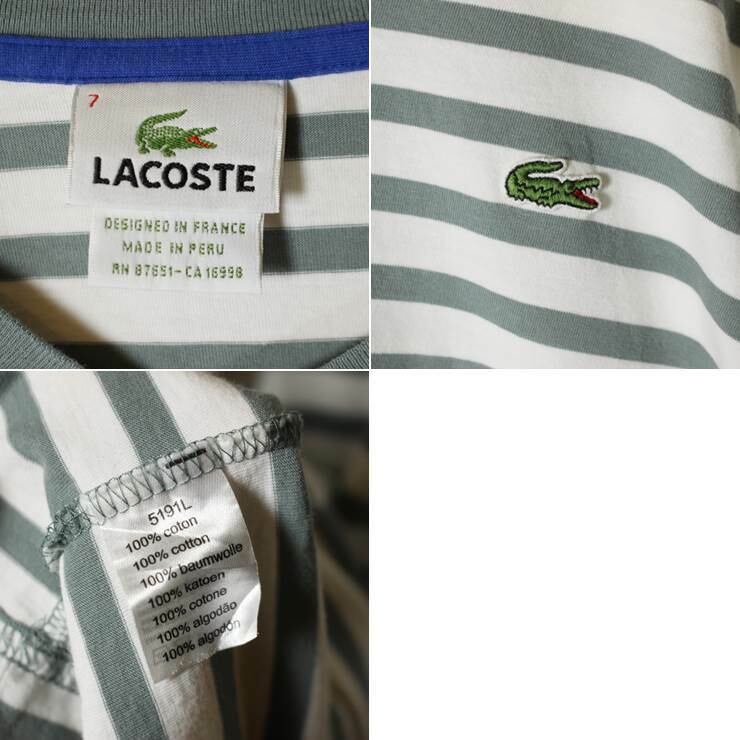 7
LACOSTE
DESIGNED IN FRANCE
MADE IN PERU
RN 87651-CA 16998
5191L
100% coton
100% cotton
100% baumwolle
100% katoen
100% cotone
100% algodão
100% algodón